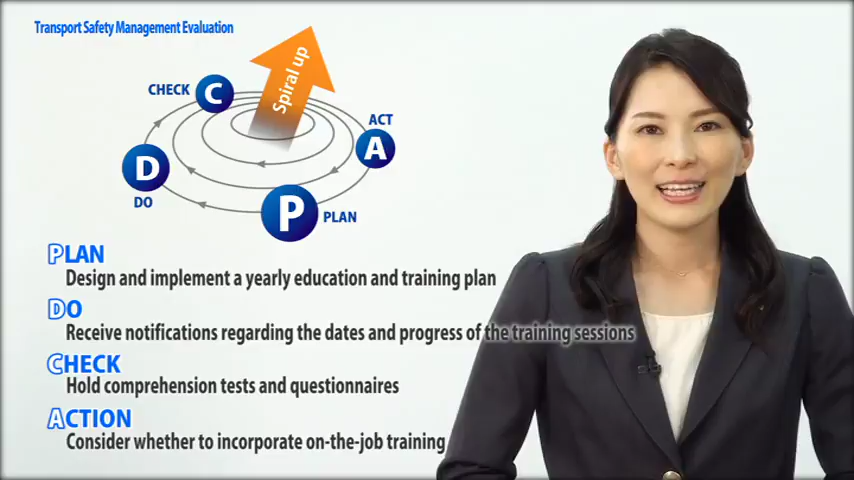 Transport Safety Management Evaluation
Spiral up
CHECK
C
ACT
A
D
DO
P
PLAN
PLAN
Design and implement a yearly education and training plan
DO
Receive notifications regarding the dates and progress of the training sessions
CHECK
Hold comprehension tests and questionnaires
ACTION
Consider whether to incorporate on-the-job training